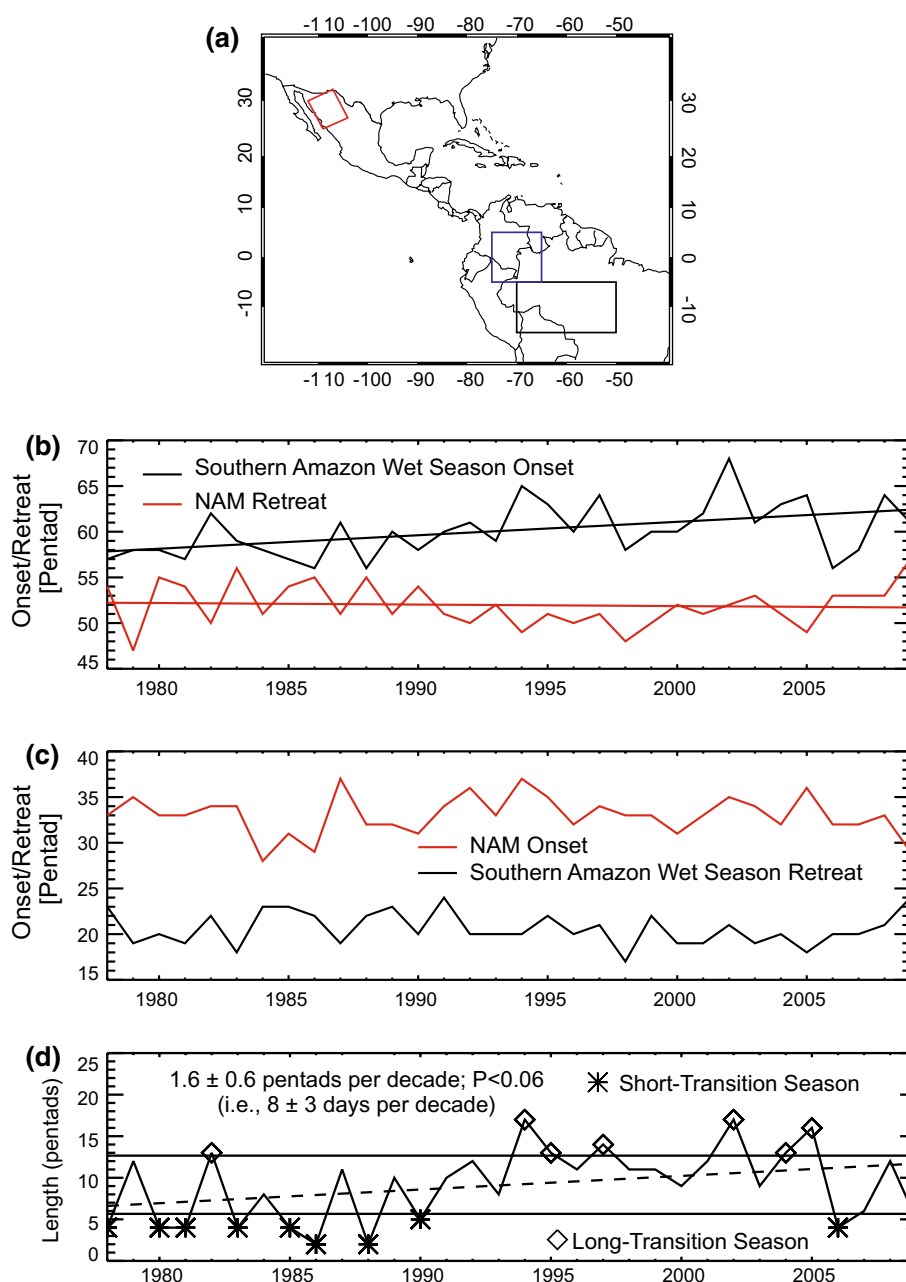 (a)
-110 -100 -90 -80 -70 -60 -50
30 30
20 20
10 10
0 0
-10 -10
-110 -100 -90 -80 -70 -60 -50
(b)
70
65
60
55
50
45
Onset/Retreat
[Pentad]
Southern Amazon Wet Season Onset
NAM Retreat
1980 1985 1990 1995 2000 2005
(c)
40
35
30
25
20
15
Onset/Retreat
[Pentad]
NAM Onset
Southern Amazon Wet Season Retreat
1980 1985 1990 1995 2000 2005
(d)
25
20
15
10
5
0
Length (pentads)
1.6 ± 0.6 pentads per decade; P<0.06
(i.e., 8 ± 3 days per decade)
Short-Transition Season
Long-Transition Season
1980 1985 1990 1995 2000 2005